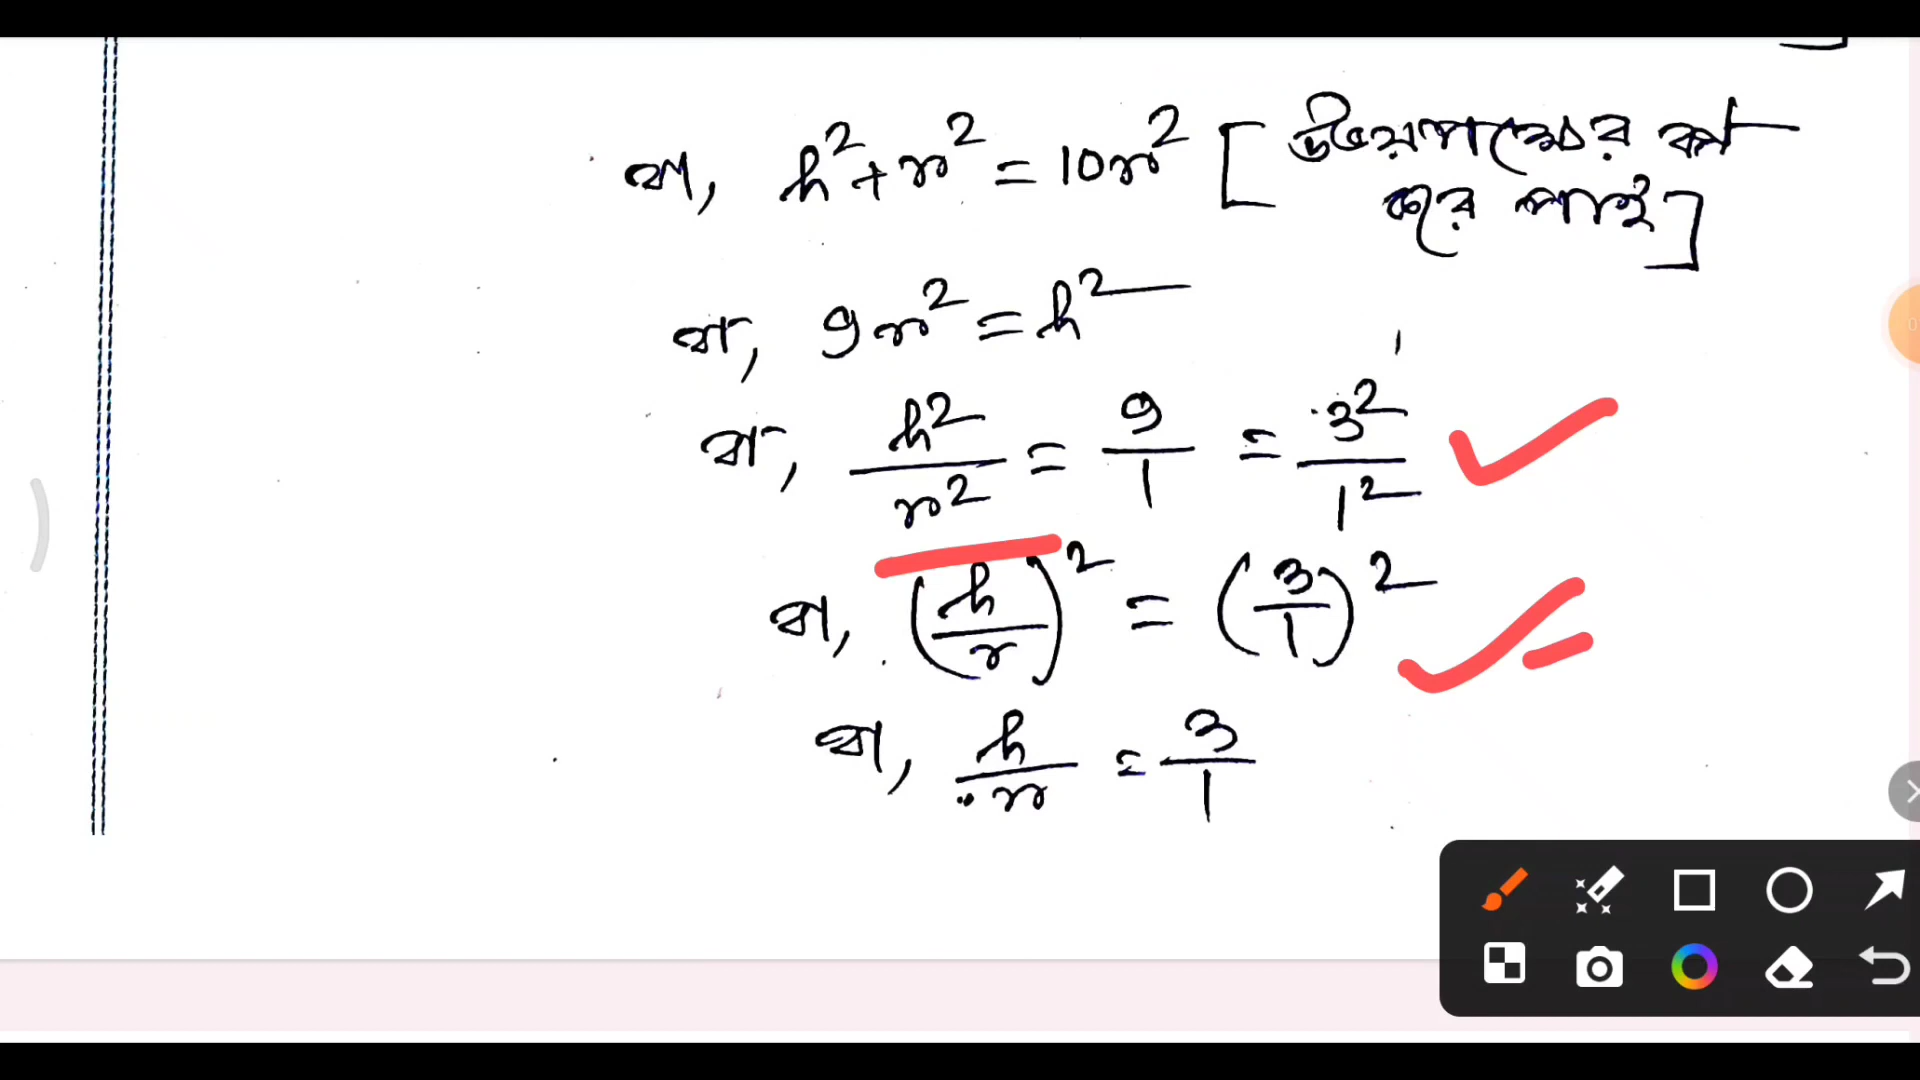 বা, h² + r² = 10r² [ উভয়পক্ষের বর্গ
করে পাই ]
বা, 9r² = h²
বা, h²/r² = 9/1 = 3²/1²
বা, (h/r)² = (3/1)²
বা, h/r = 3/1